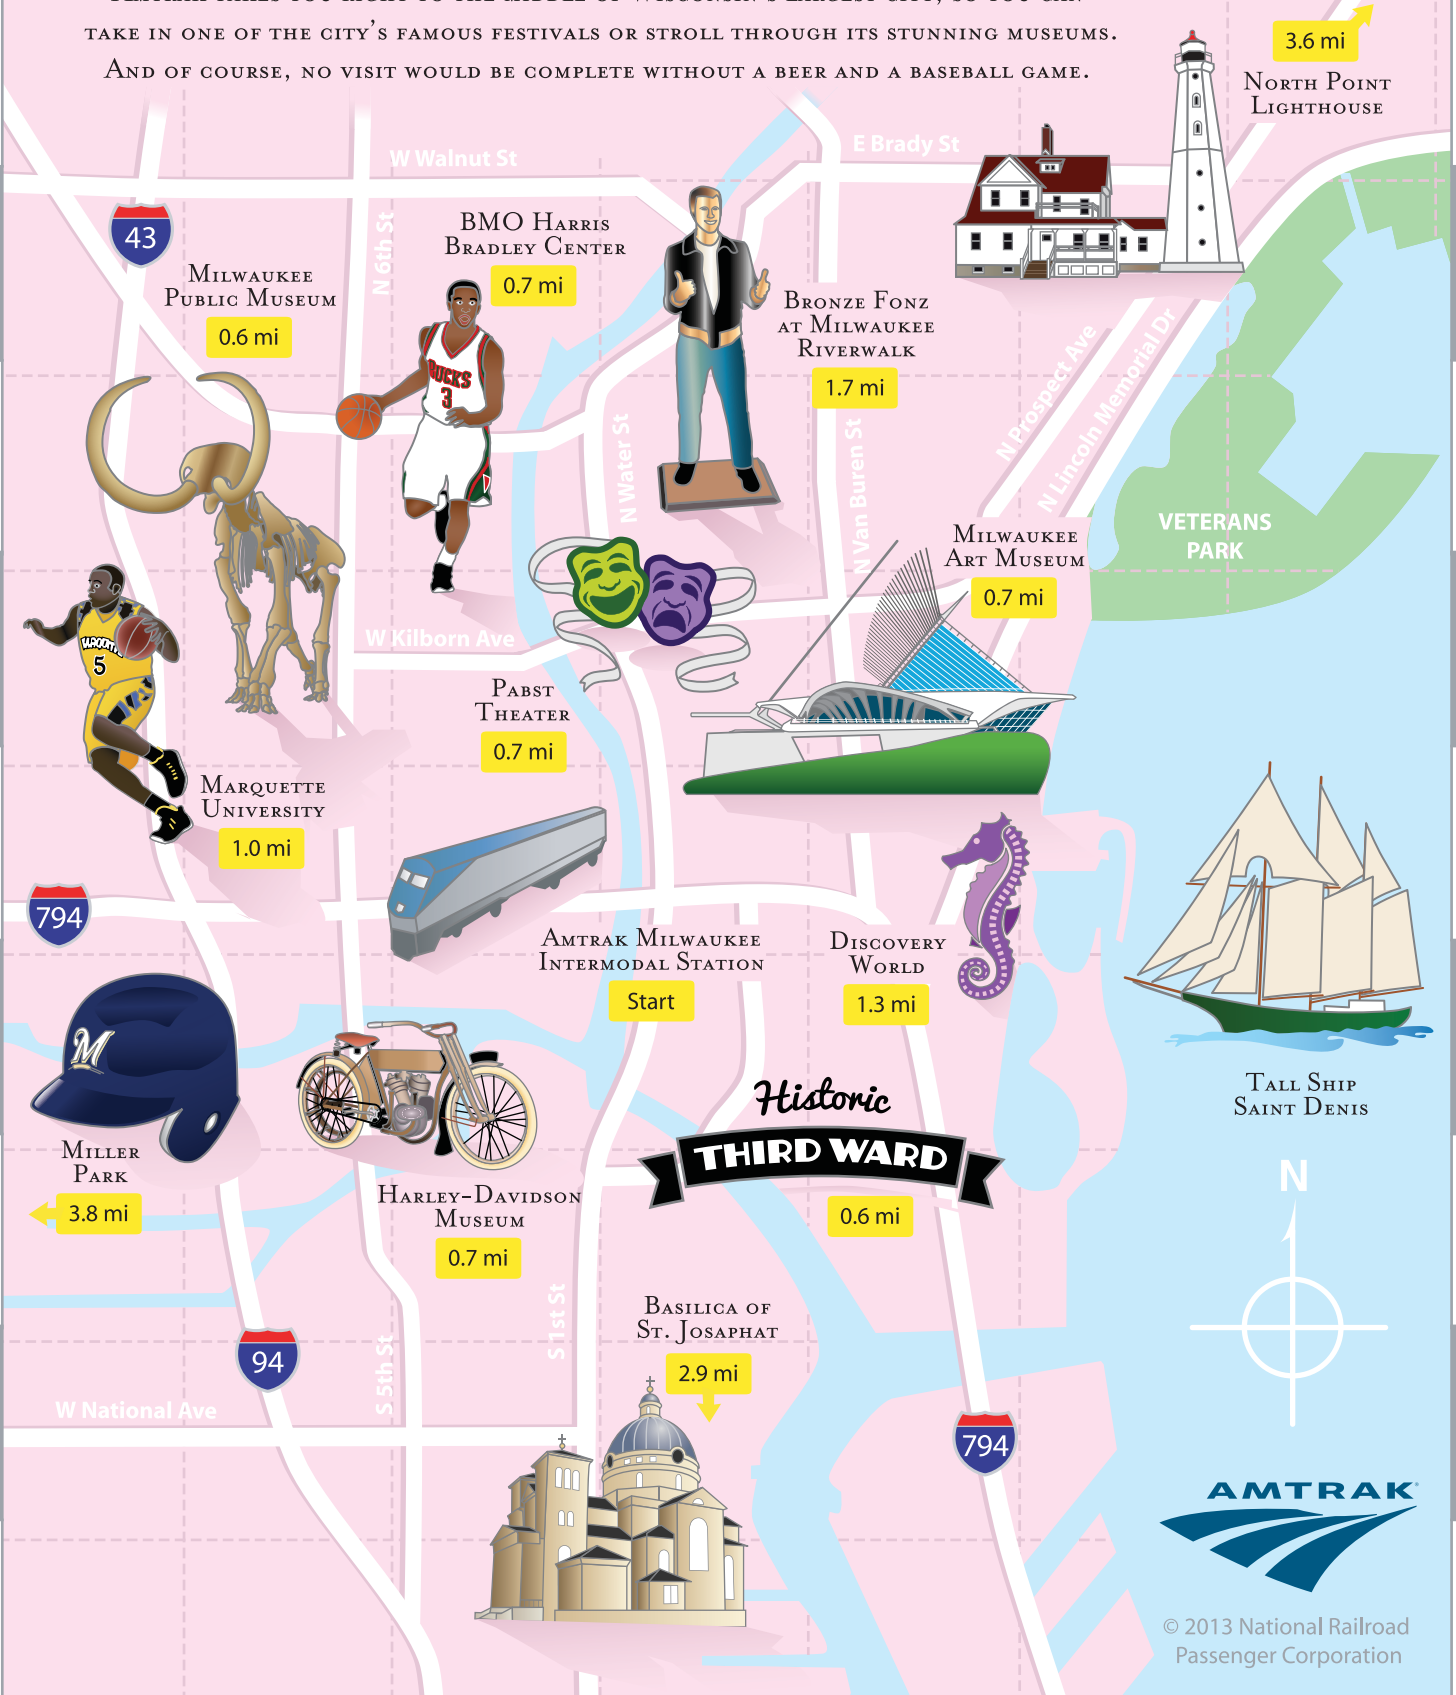 TAKE IN ONE OF THE CITY'S FAMOUS FESTIVALS OR STROLL THROUGH ITS STUNNING MUSEUMS.
AND OF COURSE, NO VISIT WOULD BE COMPLETE WITHOUT A BEER AND A BASEBALL GAME.
3.6 mi
NORTH POINT
LIGHTHOUSE
W Walnut St
E Brady St
43
N 6th St
BMO HARRIS
BRADLEY CENTER
0.7 mi
MILWAUKEE
PUBLIC MUSEUM
0.6 mi
BRONZE FONZ
AT MILWAUKEE
RIVERWALK
1.7 mi
BUCKS
3
N Prospect Ave
N Lincoln Memorial Dr
N Water St
N Van Buren St
VETERANS
PARK
MILWAUKEE
ART MUSEUM
0.7 mi
5
W Kilborn Ave
PABST
THEATER
0.7 mi
MARQUETTE
UNIVERSITY
1.0 mi
794
AMTRAK MILWAUKEE
INTERMODAL STATION
Start
DISCOVERY
WORLD
1.3 mi
M
TALL SHIP
SAINT DENIS
Historic
THIRD WARD
0.6 mi
MILLER
PARK
3.8 mi
HARLEY-DAVIDSON
MUSEUM
0.7 mi
N
S 1st St
BASILICA OF
ST. JOSAPHAT
2.9 mi
94
S 5th St
W National Ave
794
AMTRAK®
© 2013 National Railroad
Passenger Corporation